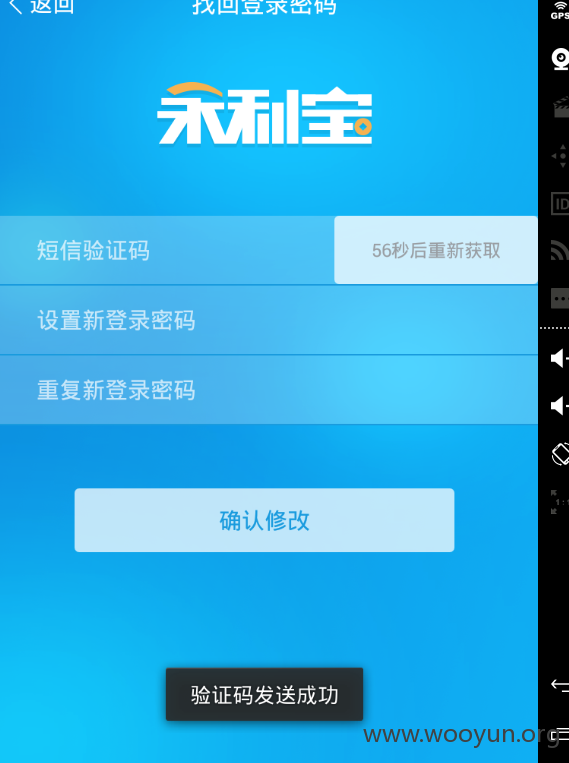 返回 找回登录密码
GPS
永利宝
短信验证码 56秒后重新获取
ID
设置新登录密码
重复新登录密码
确认修改
验证码发送成功
www.wooyun.org